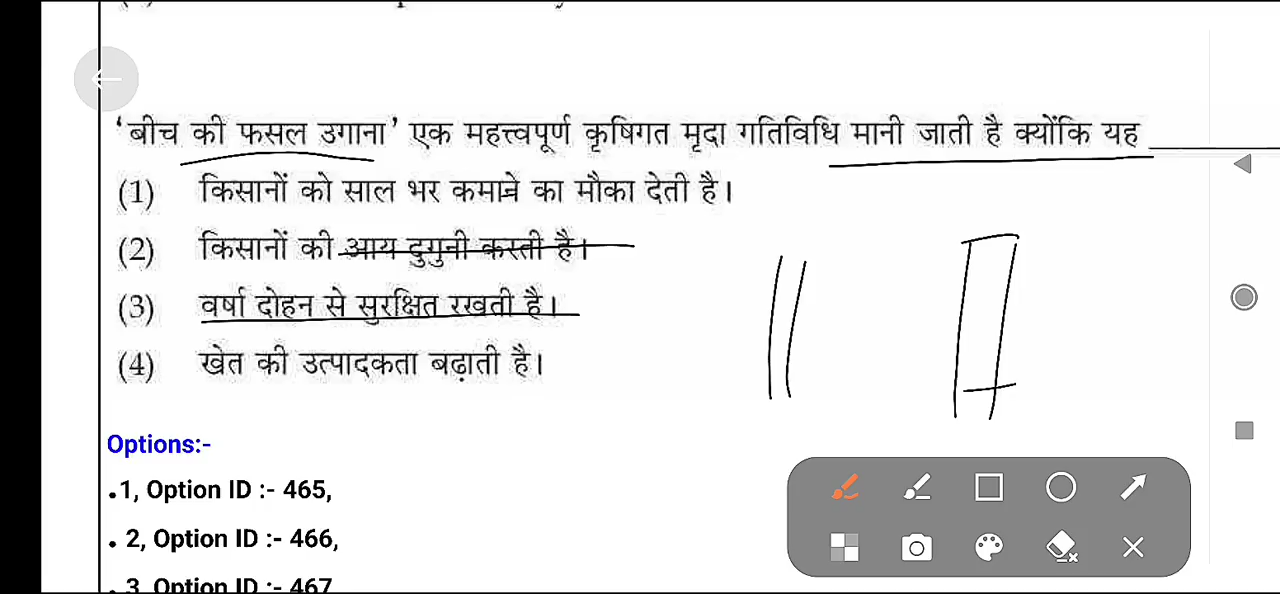 'बीच की फसल उगाना' एक महत्त्वपूर्ण कृषिगत मृदा गतिविधि मानी जाती है क्योंकि यह ______
(1) किसानों को साल भर कमाने का मौका देती है।
(2) किसानों की आय दुगुनी करती है।
(3) वर्षा दोहन से सुरक्षित रखती है।
(4) खेत की उत्पादकता बढ़ाती है।
Options:-
.1, Option ID :- 465,
. 2, Option ID :- 466,
. 3, Option ID :- 467